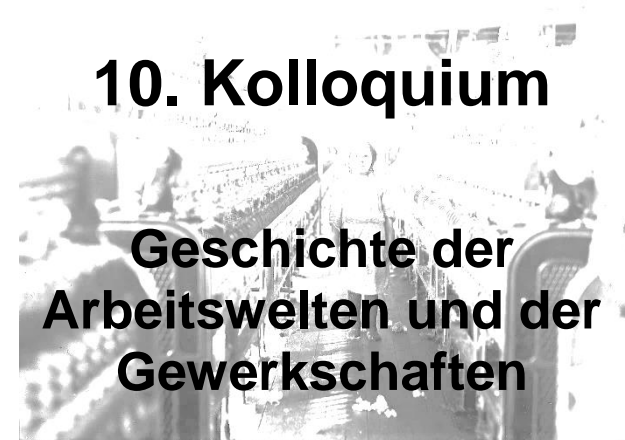 10. Kolloquium
Geschichte der
Arbeitswelten und der
Gewerkschaften